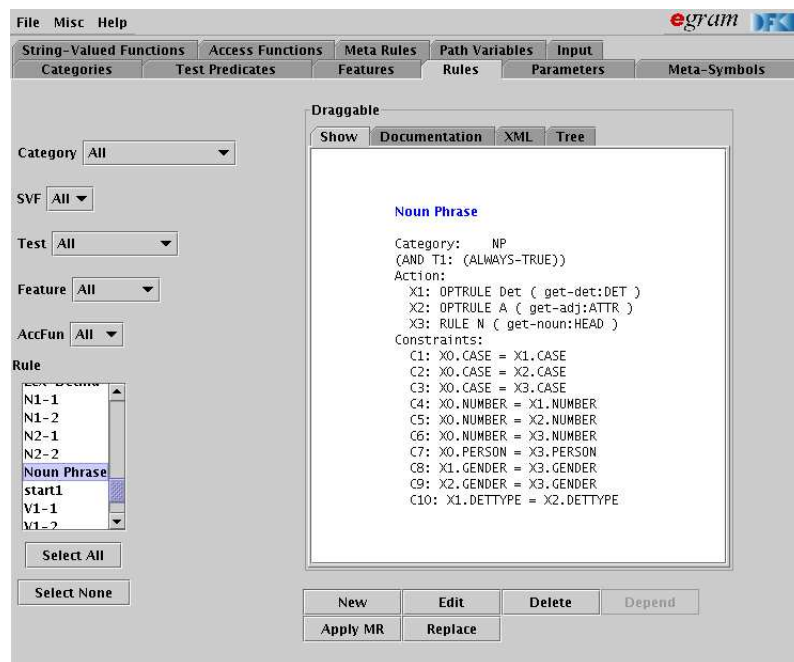 File Misc Help
egram DFKI
String-Valued Functions Access Functions Meta Rules Path Variables Input
Categories Test Predicates Features Rules Parameters Meta-Symbols
Draggable
Show Documentation XML Tree
Category All
SVF All
Test All
Feature All
AccFun All
Rule
N1-1
N1-2
N2-1
N2-2
Noun Phrase
start1
V1-1
V1-2
Select All
Select None
Noun Phrase
Category: NP
(AND T1: (ALWAYS-TRUE))
Action:
X1: OPTRULE Det ( get-det:DET )
X2: OPTRULE A ( get-adj:ATTR )
X3: RULE N ( get-noun:HEAD )
Constraints:
C1: X0.CASE = X1.CASE
C2: X0.CASE = X2.CASE
C3: X0.CASE = X3.CASE
C4: X0.NUMBER = X1.NUMBER
C5: X0.NUMBER = X2.NUMBER
C6: X0.NUMBER = X3.NUMBER
C7: X0.PERSON = X3.PERSON
C8: X1.GENDER = X3.GENDER
C9: X2.GENDER = X3.GENDER
C10: X1.DETTYPE = X2.DETTYPE
New Edit Delete Depend
Apply MR Replace